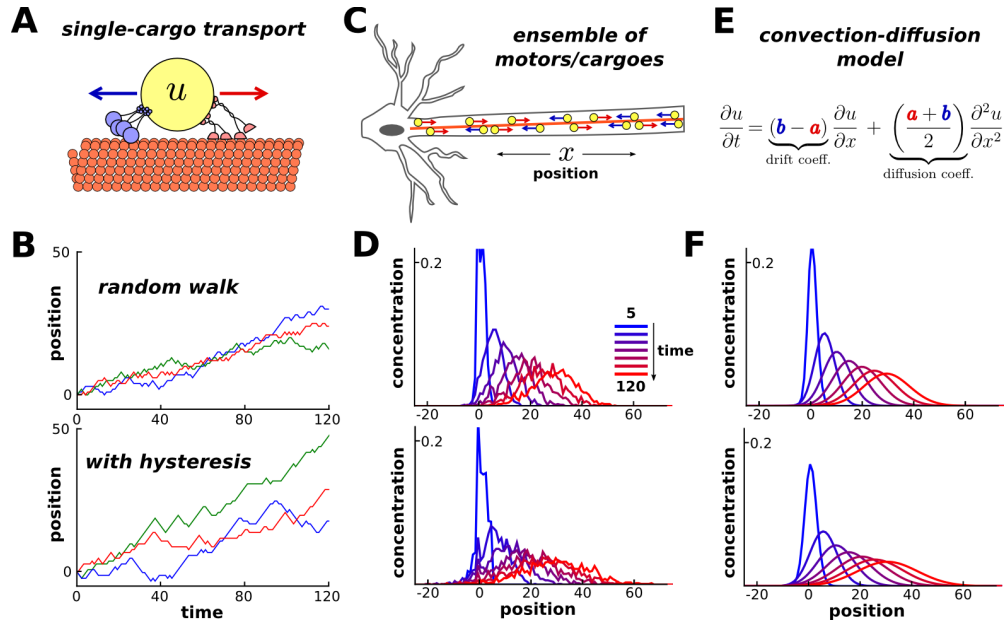 A
single-cargo transport
u
B
50
position
0
random walk
50
position
0
with hysteresis
0
40
80
120
time
C
ensemble of
motors/cargoes
x
position
D
concentration
0.2
5
time
120
-20
0
20
40
60
concentration
0.2
-20
0
20
40
60
position
E
convection-diffusion
model
∂u/∂t = (b − a) ∂u/∂x + ((a + b)/2) ∂²u/∂x²
drift coeff.
diffusion coeff.
F
concentration
0.2
-20
0
20
40
60
concentration
0.2
-20
0
20
40
60
position